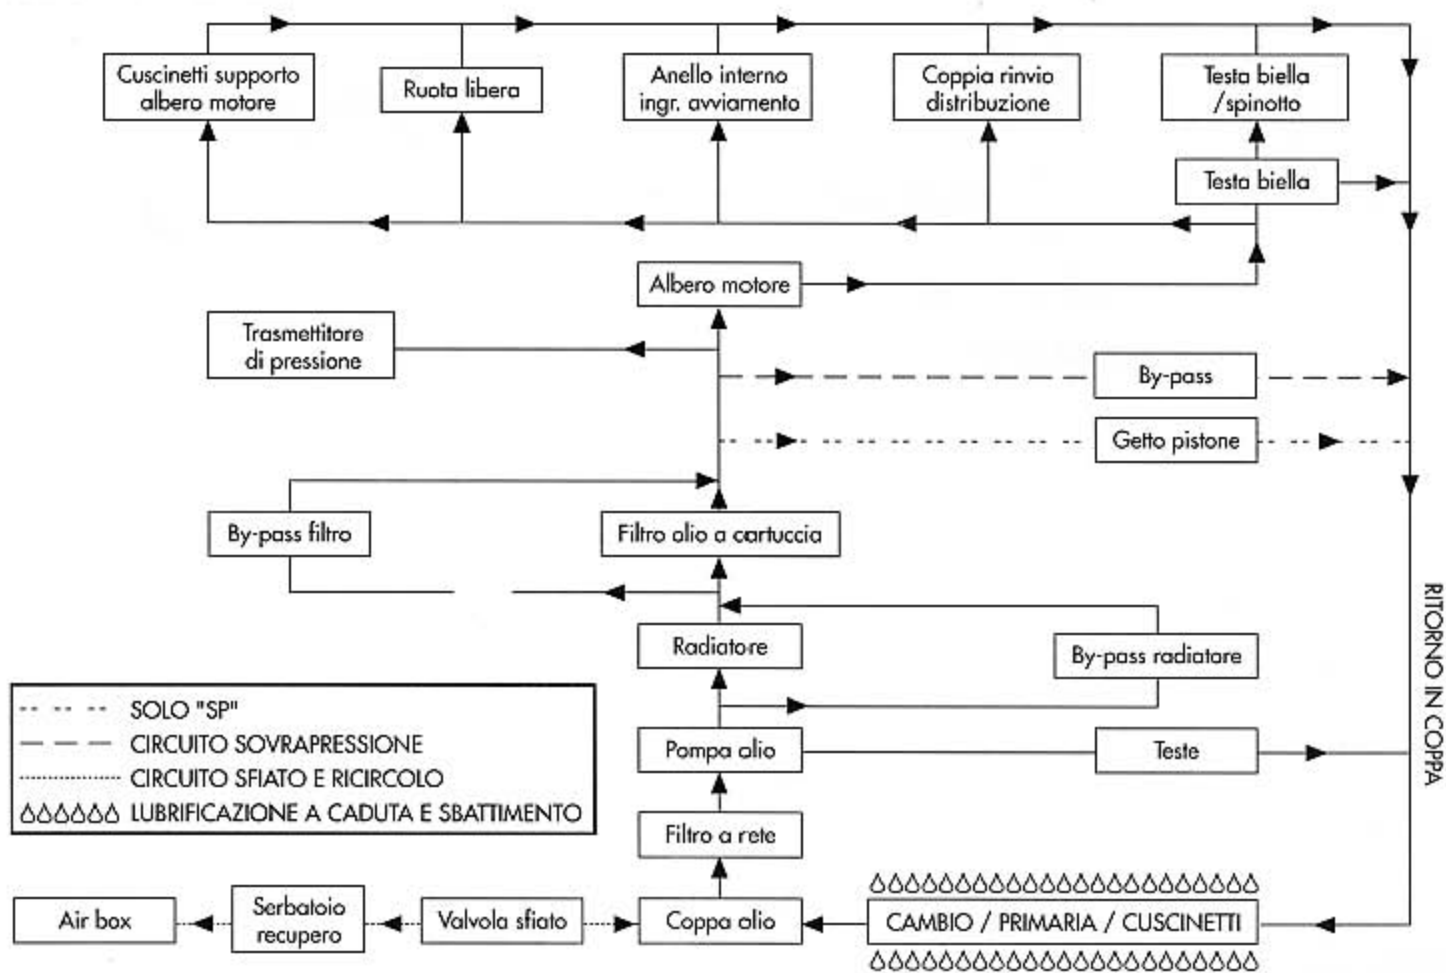 Cuscinetti supporto
albero motore
Ruota libera
Anello interno
ingr. avviamento
Coppia rinvio
distribuzione
Testa biella
/spinotto
Testa biella
Albero motore
Trasmettitore
di pressione
By-pass
Getto pistone
By-pass filtro
Filtro olio a cartuccia
Radiatore
By-pass radiatore
RITORNO IN COPPA
SOLO "SP"
CIRCUITO SOVRAPRESSIONE
CIRCUITO SFIATO E RICIRCOLO
LUBRIFICAZIONE A CADUTA E SBATTIMENTO
Pompa olio
Teste
Filtro a rete
Air box
Serbatoio
recupero
Valvola sfiato
Coppa olio
CAMBIO / PRIMARIA / CUSCINETTI